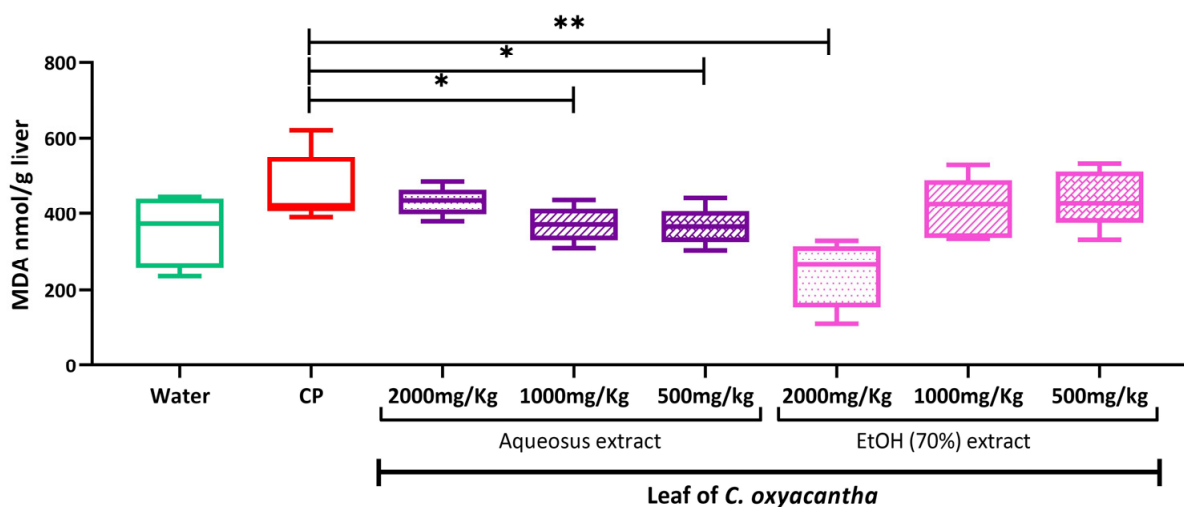 **
*
*
MDA nmol/g liver
800
600
400
200
0
Water CP 2000mg/Kg 1000mg/Kg 500mg/kg 2000mg/Kg 1000mg/Kg 500mg/kg
Aqueosus extract EtOH (70%) extract
Leaf of C. oxyacantha